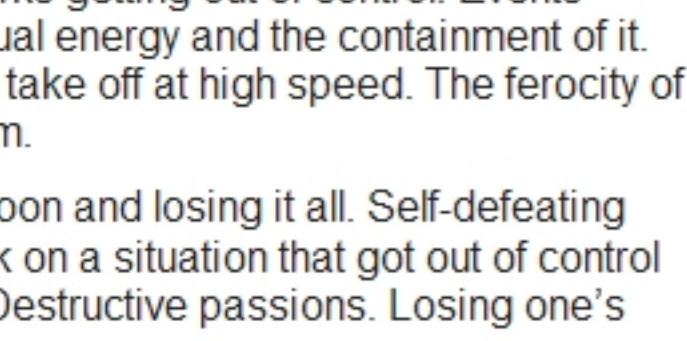 getting out of control. Events
ual energy and the containment of it.
take off at high speed. The ferocity of
m.
oon and losing it all. Self-defeating
k on a situation that got out of control
Destructive passions. Losing one's